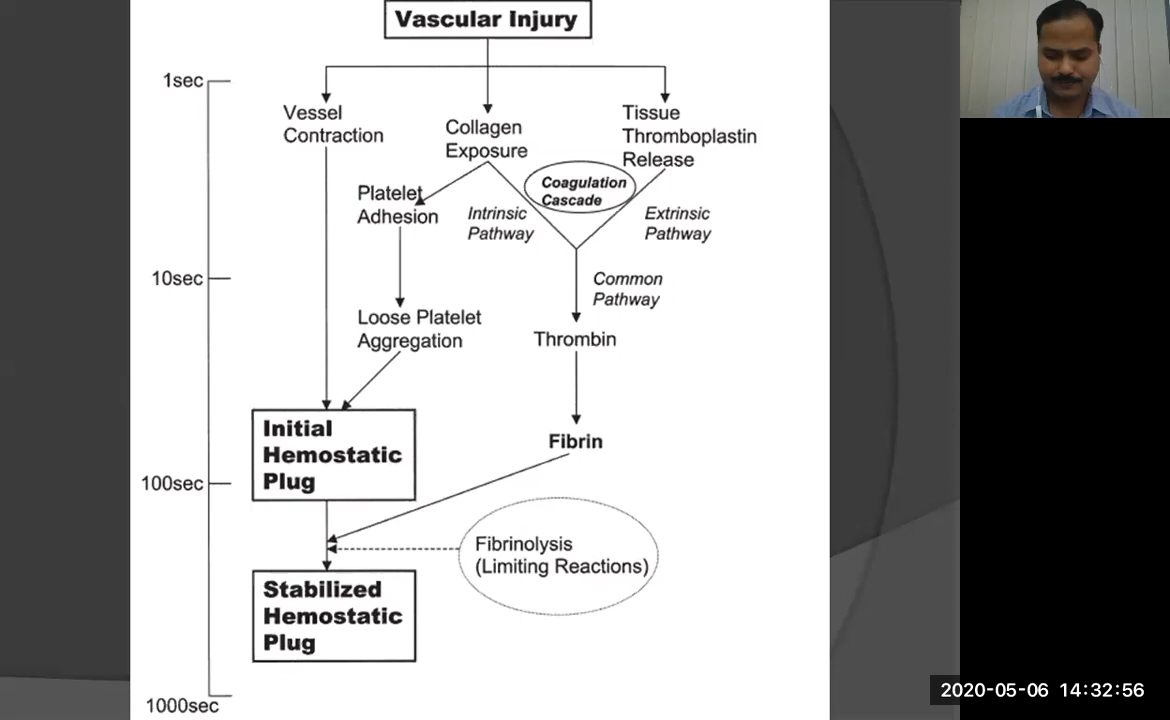 Vascular Injury
1sec
Vessel
Contraction
Collagen
Exposure
Tissue
Thromboplastin
Release
Coagulation
Cascade
Platelet
Adhesion
Intrinsic
Pathway
Extrinsic
Pathway
10sec
Common
Pathway
Loose Platelet
Aggregation
Thrombin
Initial
Hemostatic
Plug
Fibrin
100sec
Fibrinolysis
(Limiting Reactions)
Stabilized
Hemostatic
Plug
1000sec
2020-05-06 14:32:56